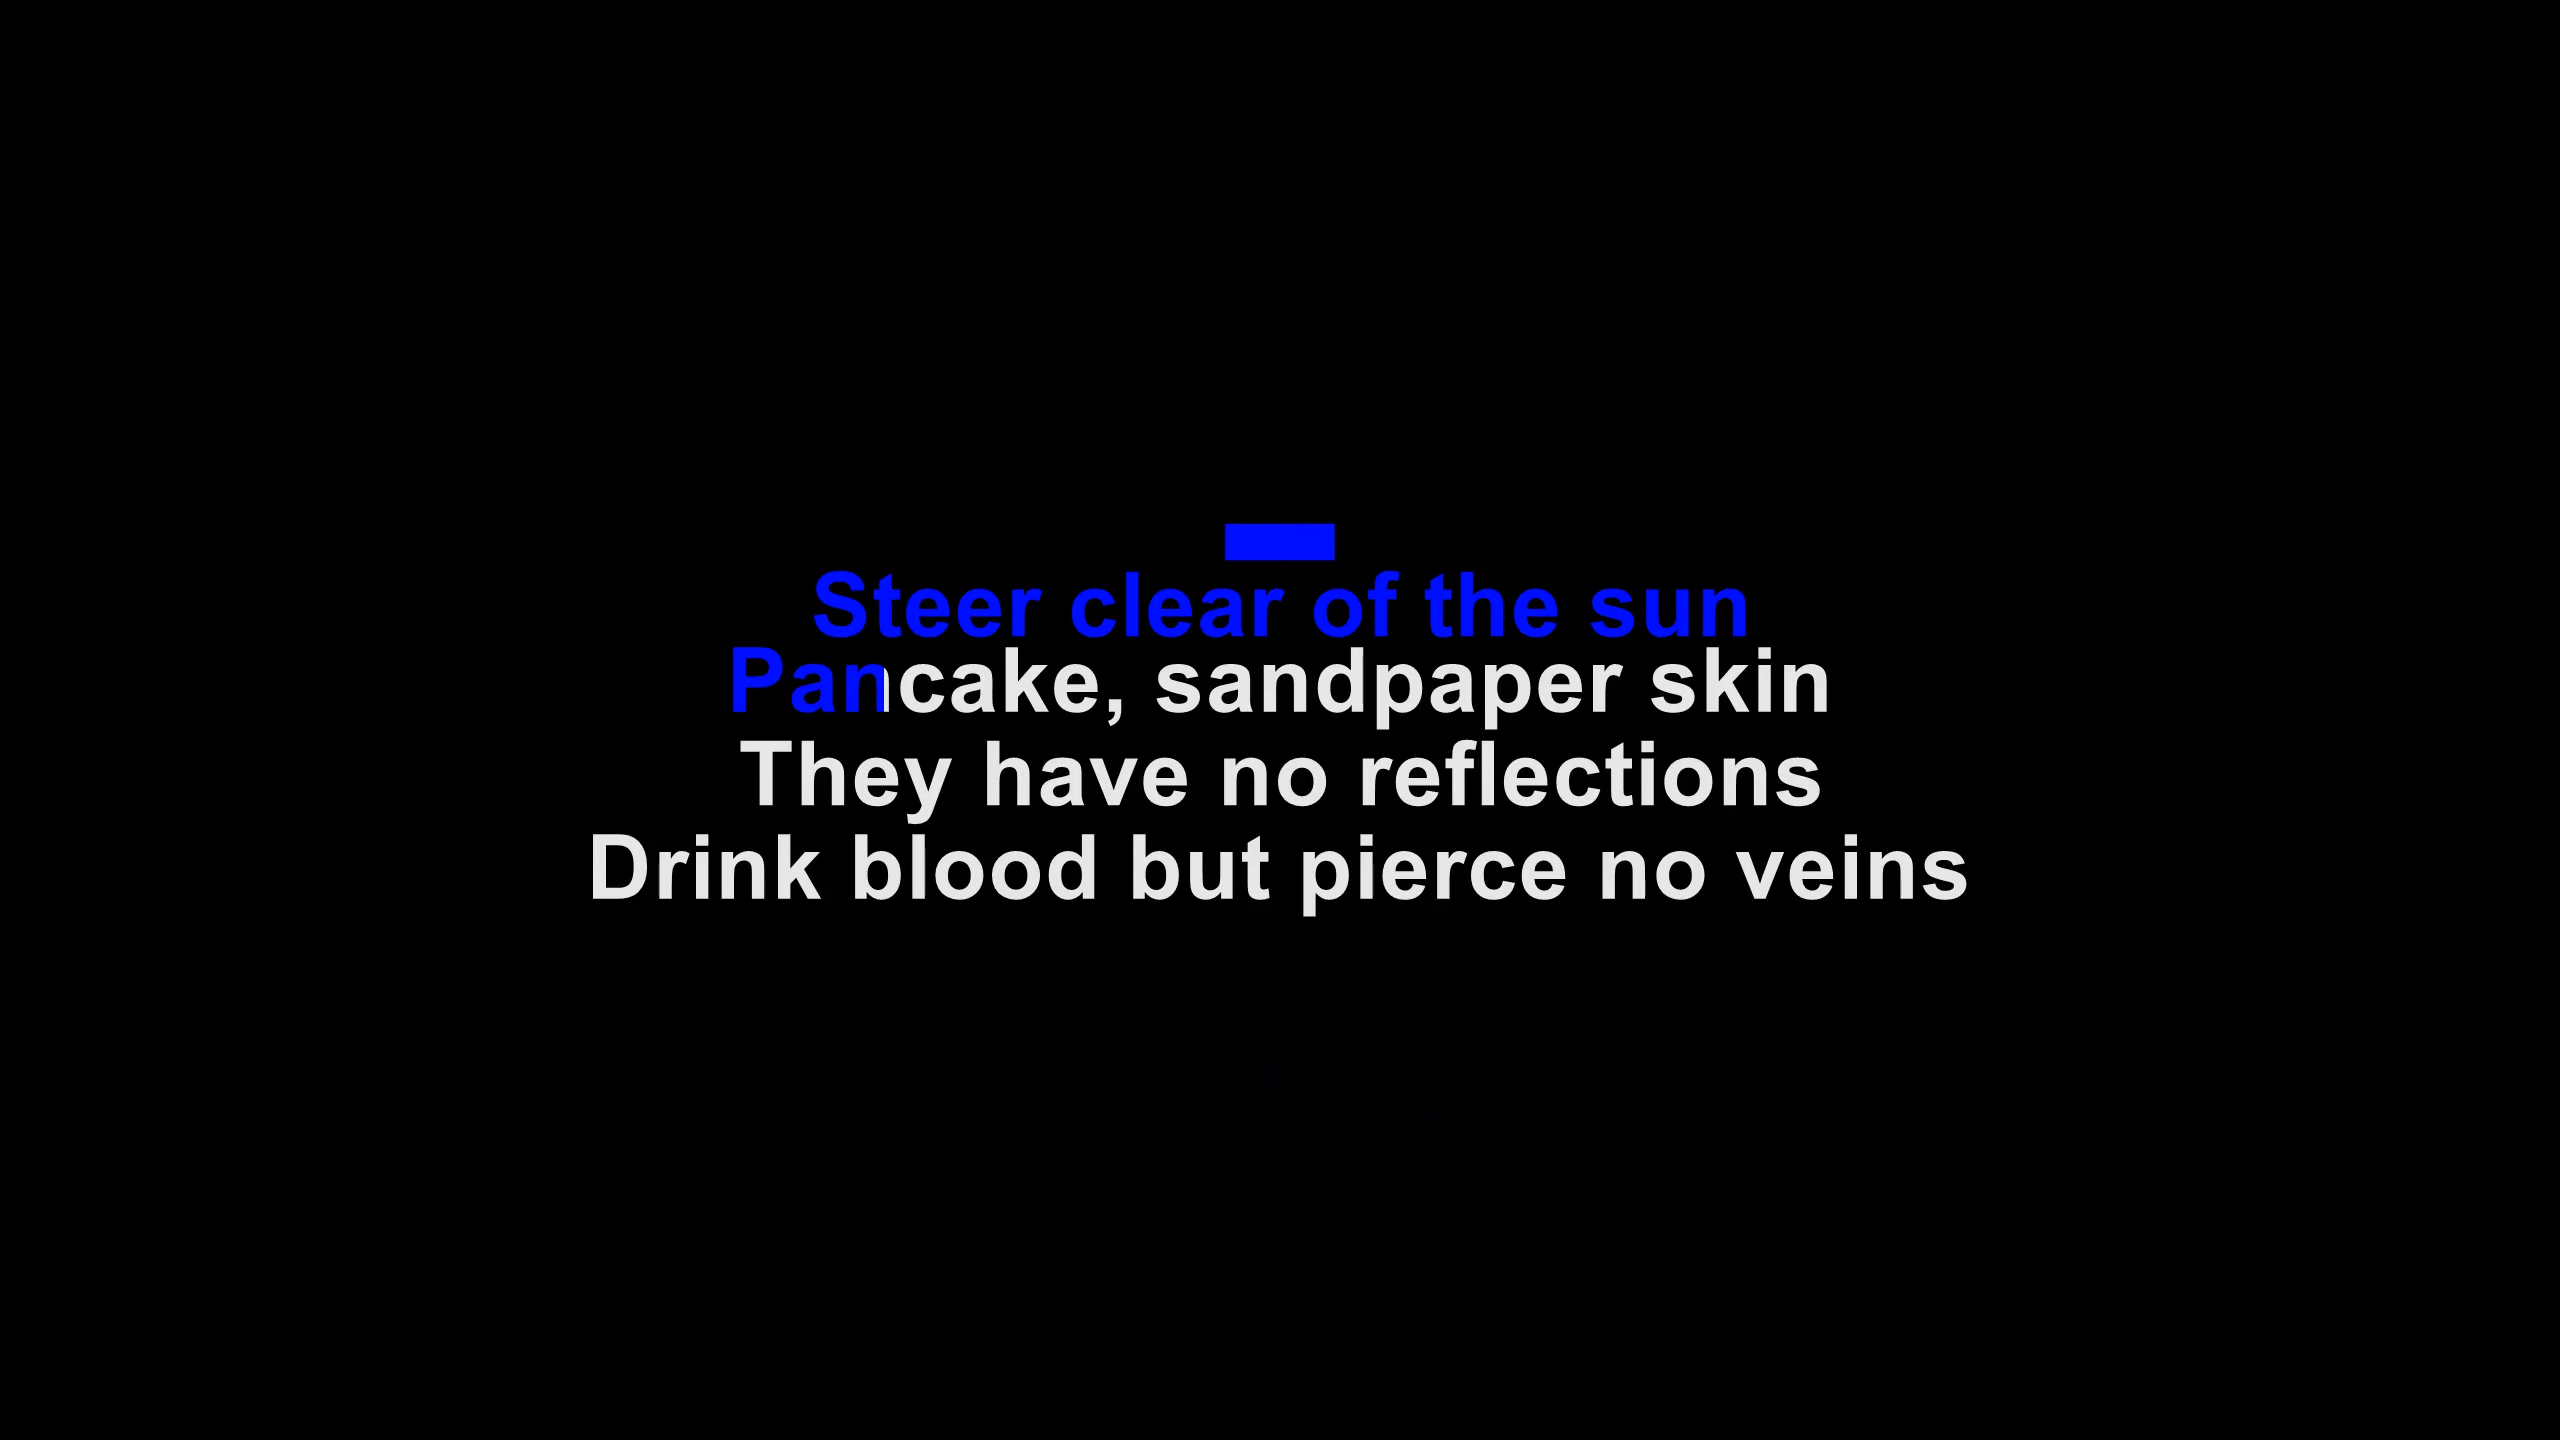 Steer clear of the sun
Pancake, sandpaper skin
They have no reflections
Drink blood but pierce no veins